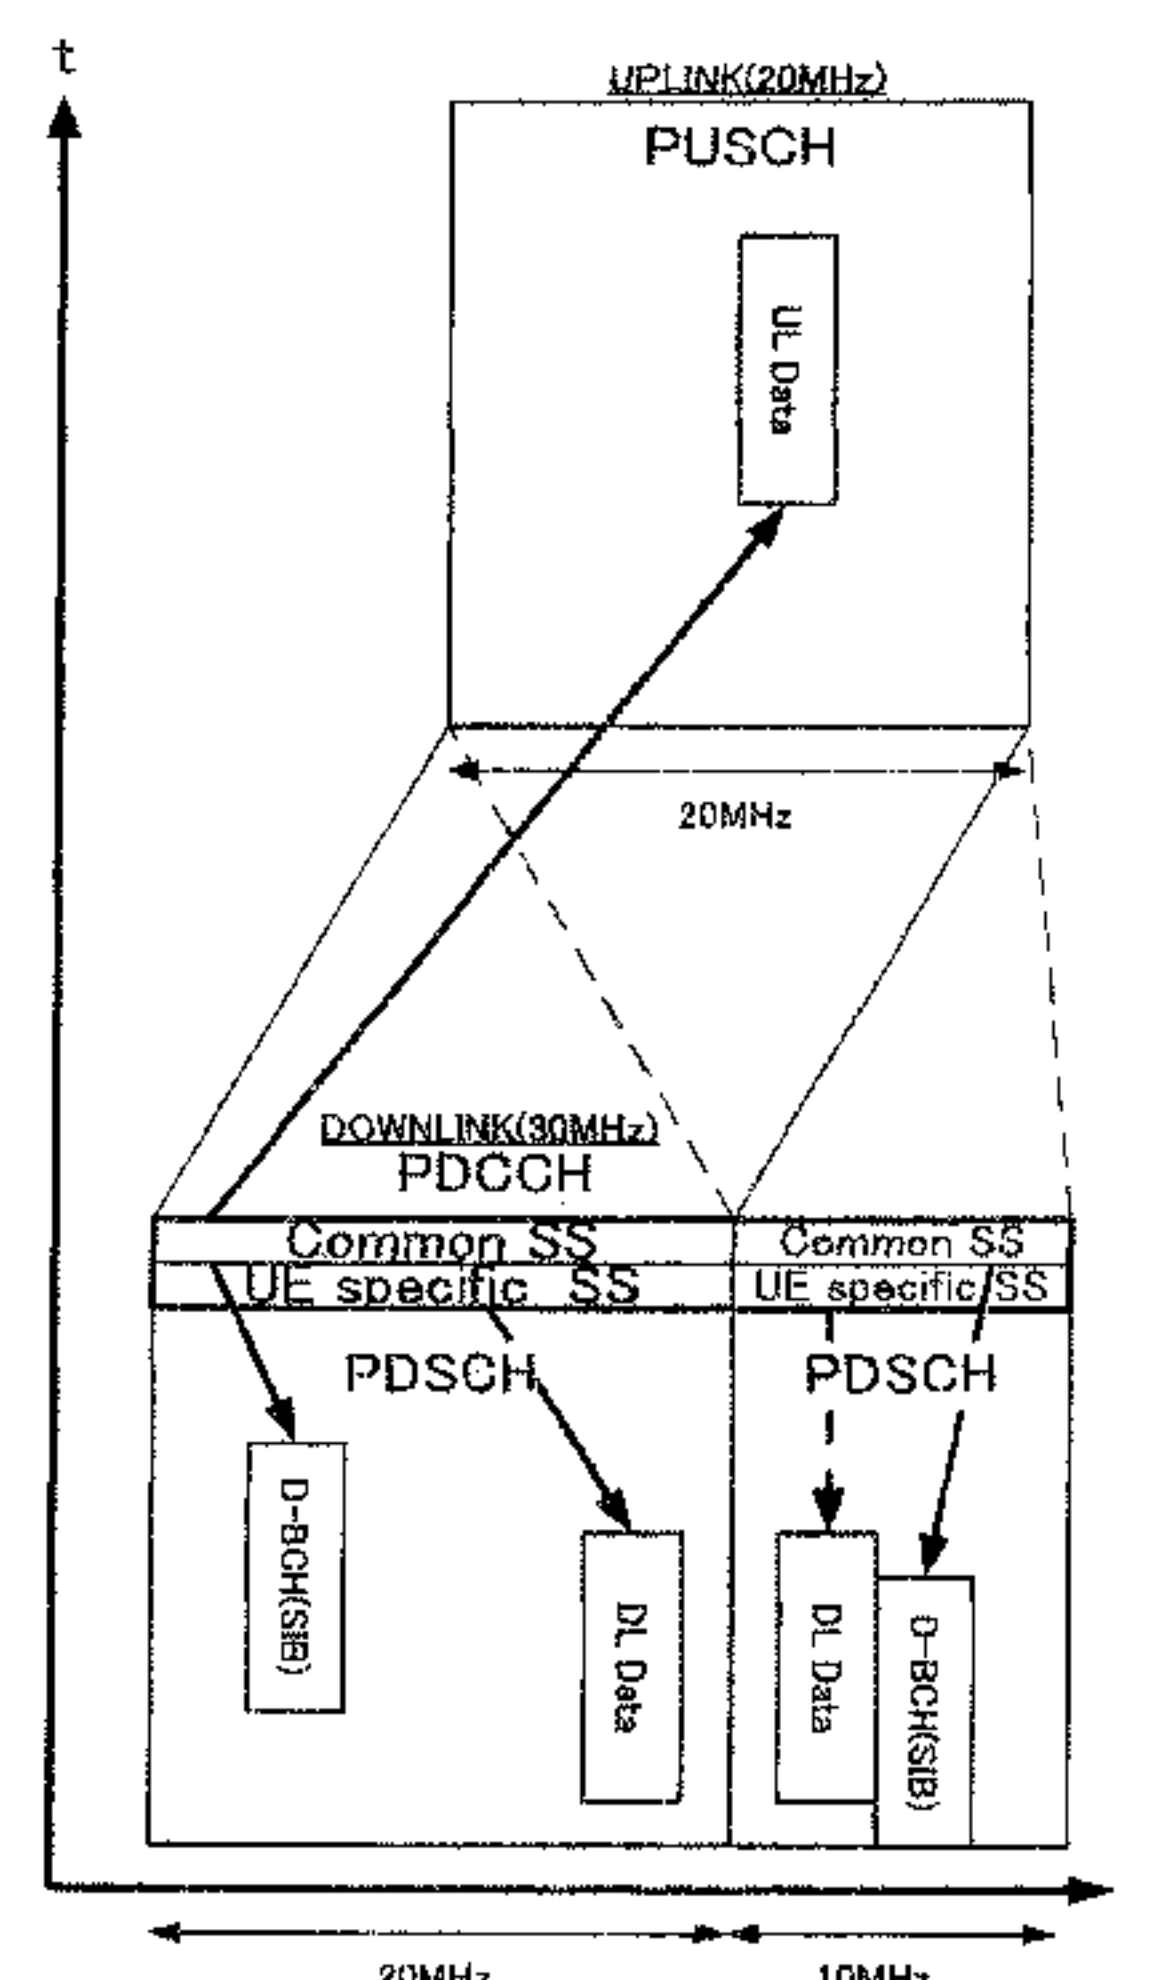 t
UPLINK(20MHz)
PUSCH
UL Data
20MHz
DOWNLINK(30MHz)
PDCCH
Common SS
Common SS
UE specific SS
UE specific SS
PDSCH
PDSCH
D-BCH(SIB)
DL Data
DL Data
D-BCH(SIB)
20MHz
10MHz